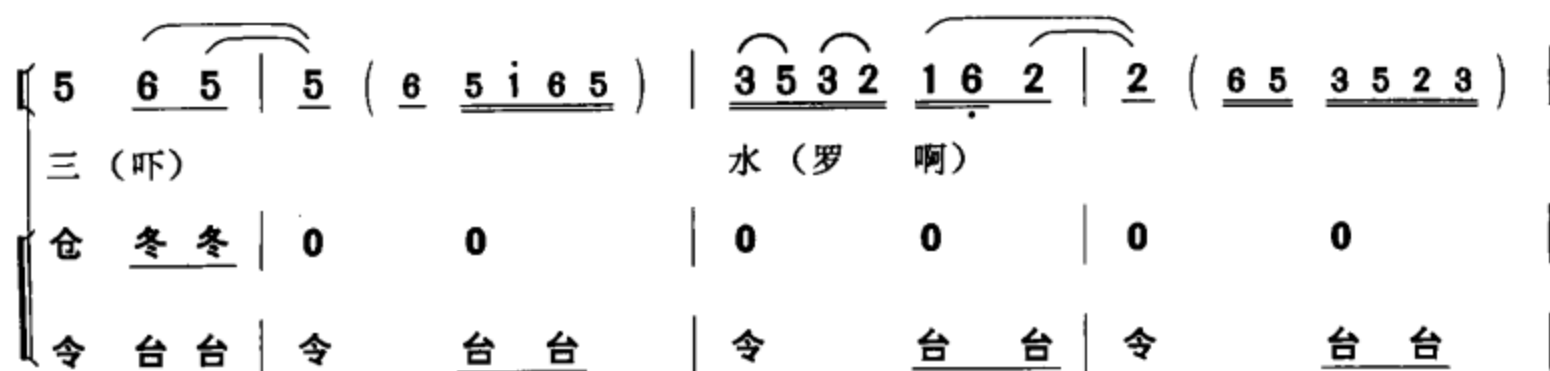 5 6 5 | 5 ( 6 5 i 6 5 ) | 3 5 3 2 1 6 2 | 2 ( 6 5 3 5 2 3 )
三（吓） 水（罗 啊）
仓 冬 冬 | 0 0 | 0 0 | 0 0
令 台 台 | 令 台 台 | 令 台 台 | 令 台 台